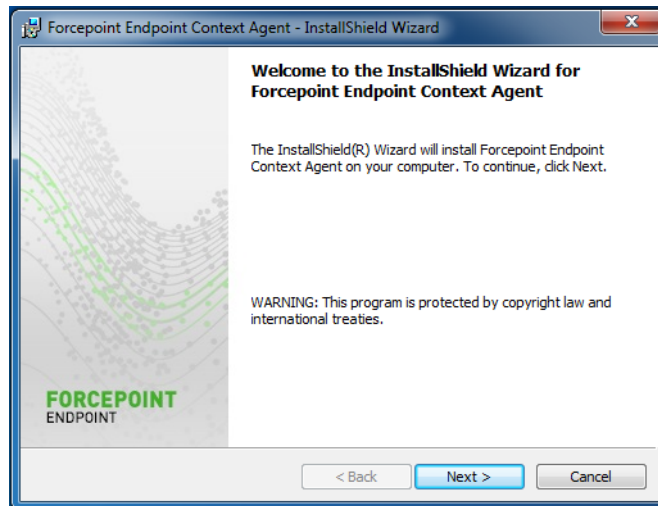 Forcepoint Endpoint Context Agent - InstallShield Wizard
Welcome to the InstallShield Wizard for
Forcepoint Endpoint Context Agent
The InstallShield(R) Wizard will install Forcepoint Endpoint
Context Agent on your computer. To continue, click Next.
WARNING: This program is protected by copyright law and
international treaties.
FORCEPOINT
ENDPOINT
< Back
Next >
Cancel